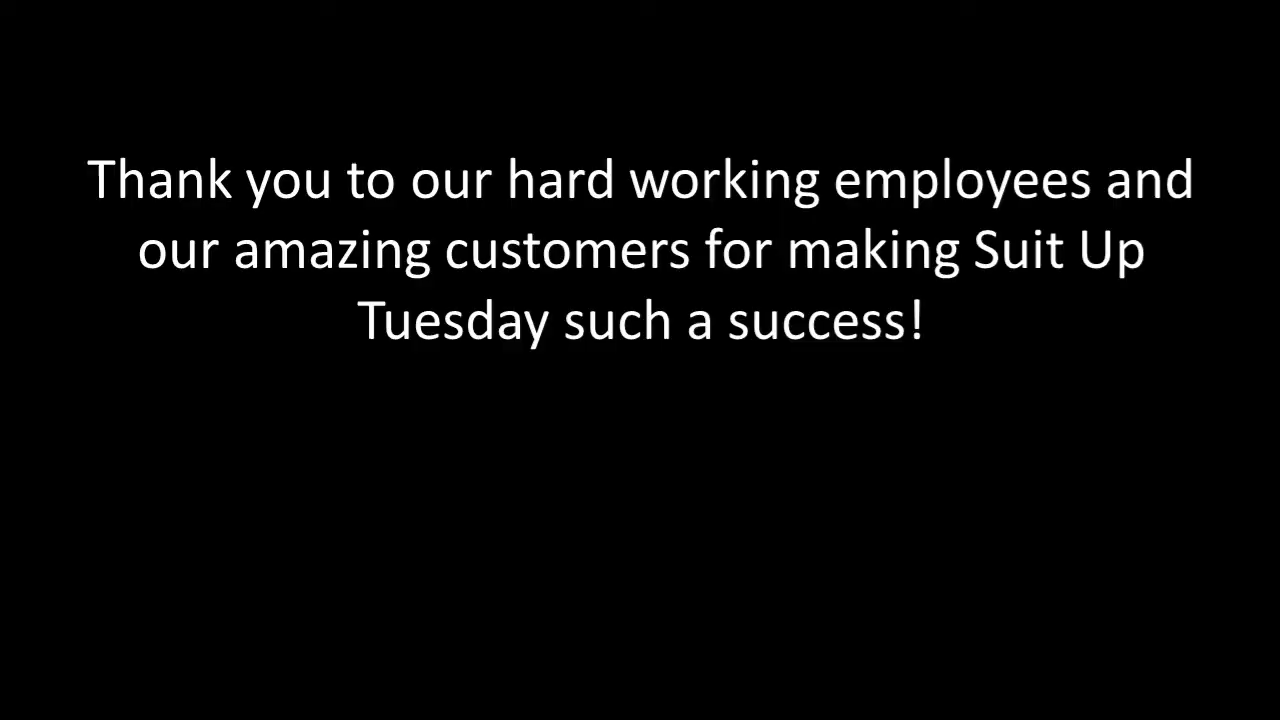 Thank you to our hard working employees and
our amazing customers for making Suit Up
Tuesday such a success!